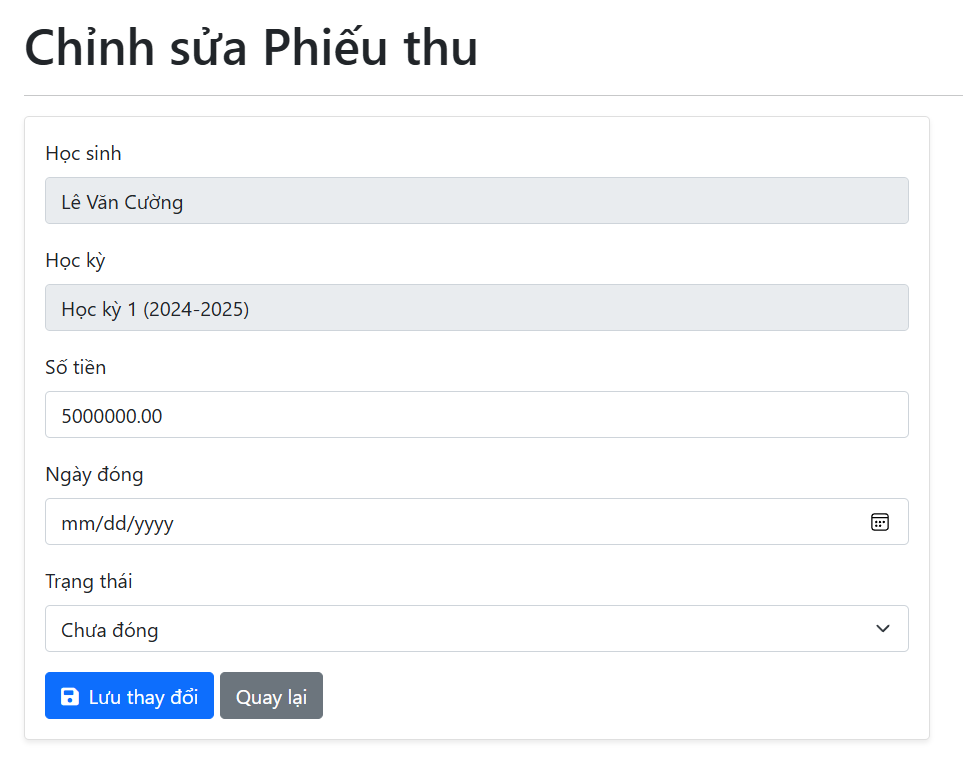 Chỉnh sửa Phiếu thu
Học sinh
Lê Văn Cường
Học kỳ
Học kỳ 1 (2024-2025)
Số tiền
5000000.00
Ngày đóng
mm/dd/yyyy
Trạng thái
Chưa đóng
Lưu thay đổi
Quay lại